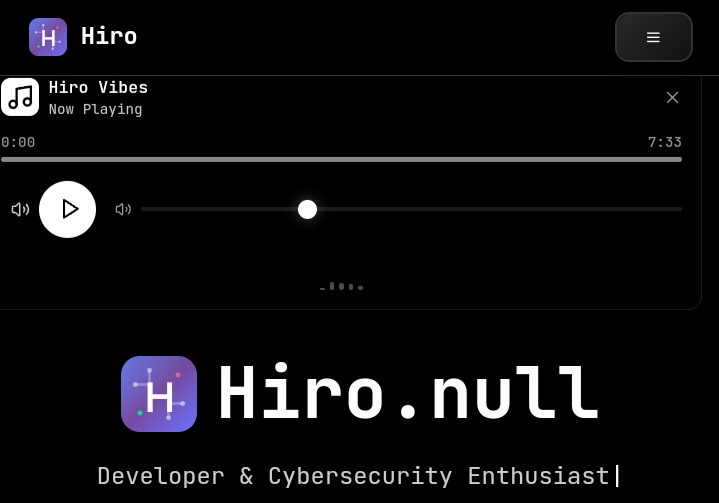 H Hiro
Hiro Vibes
Now Playing
0:00 7:33
H Hiro.null
Developer & Cybersecurity Enthusiast|